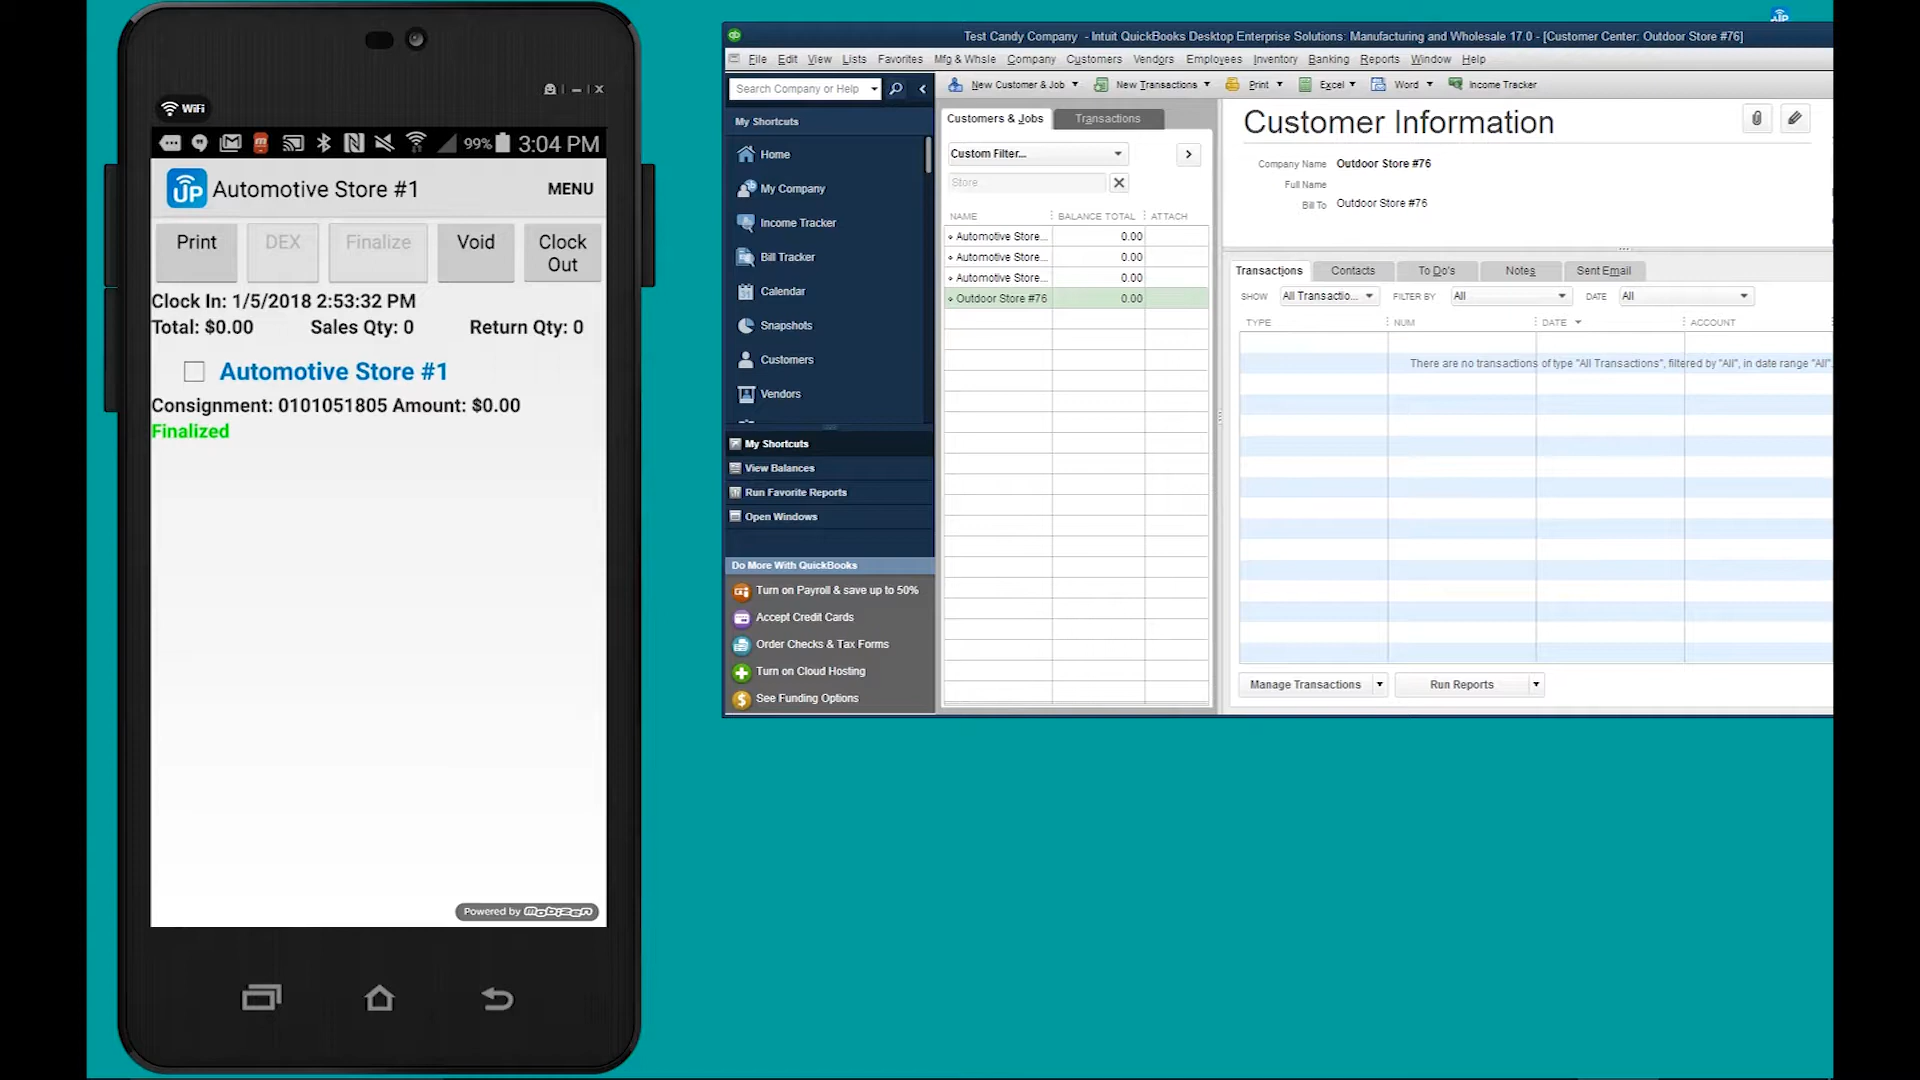 WiFi
99% 3:04 PM
UP Automotive Store #1 MENU
Print DEX Finalize Void Clock Out
Clock In: 1/5/2018 2:53:32 PM
Total: $0.00 Sales Qty: 0 Return Qty: 0
Automotive Store #1
Consignment: 0101051805 Amount: $0.00
Finalized
Powered by Mobizen
UP
qb Test Candy Company - Intuit QuickBooks Desktop Enterprise Solutions: Manufacturing and Wholesale 17.0 - [Customer Center: Outdoor Store #76]
File Edit View Lists Favorites Mfg & Whsle Company Customers Vendors Employees Inventory Banking Reports Window Help
Search Company or Help
New Customer & Job New Transactions Print Excel Word Income Tracker
My Shortcuts
Home
My Company
Income Tracker
Bill Tracker
Calendar
Snapshots
Customers
Vendors
My Shortcuts
View Balances
Run Favorite Reports
Open Windows
Do More With QuickBooks
Turn on Payroll & save up to 50%
Accept Credit Cards
Order Checks & Tax Forms
Turn on Cloud Hosting
See Funding Options
Customers & Jobs Transactions
Custom Filter...
Store
NAME BALANCE TOTAL ATTACH
Automotive Store... 0.00
Automotive Store... 0.00
Automotive Store... 0.00
Outdoor Store #76 0.00
Customer Information
Company Name Outdoor Store #76
Full Name
Bill To Outdoor Store #76
Transactions Contacts To Do's Notes Sent Email
SHOW All Transactio... FILTER BY All DATE All
TYPE NUM DATE ACCOUNT
There are no transactions of type "All Transactions", filtered by "All", in date range "All".
Manage Transactions Run Reports